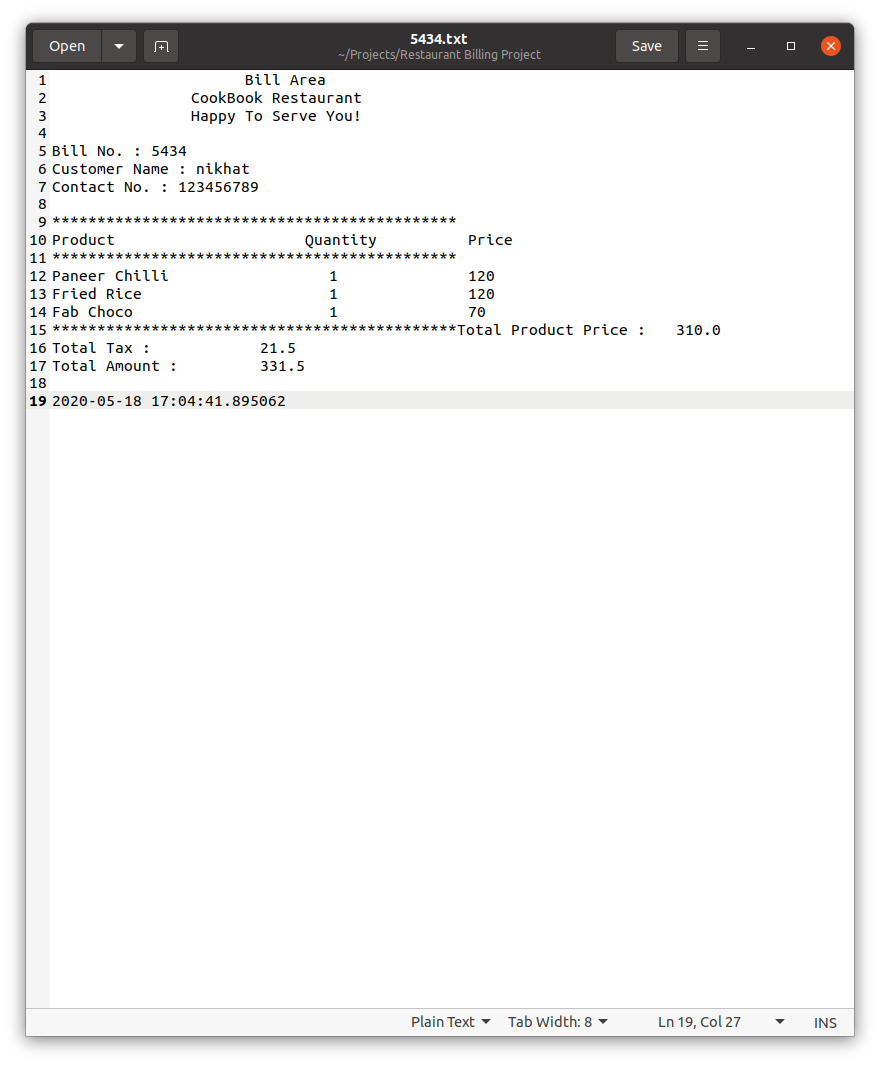 Open 5434.txt Save
~/Projects/Restaurant Billing Project
1 Bill Area
2 CookBook Restaurant
3 Happy To Serve You!
4
5 Bill No. : 5434
6 Customer Name : nikhat
7 Contact No. : 123456789
8
9 *********************************************
10 Product Quantity Price
11 *********************************************
12 Paneer Chilli 1 120
13 Fried Rice 1 120
14 Fab Choco 1 70
15 *********************************************Total Product Price : 310.0
16 Total Tax : 21.5
17 Total Amount : 331.5
18
19 2020-05-18 17:04:41.895062
Plain Text Tab Width: 8 Ln 19, Col 27 INS